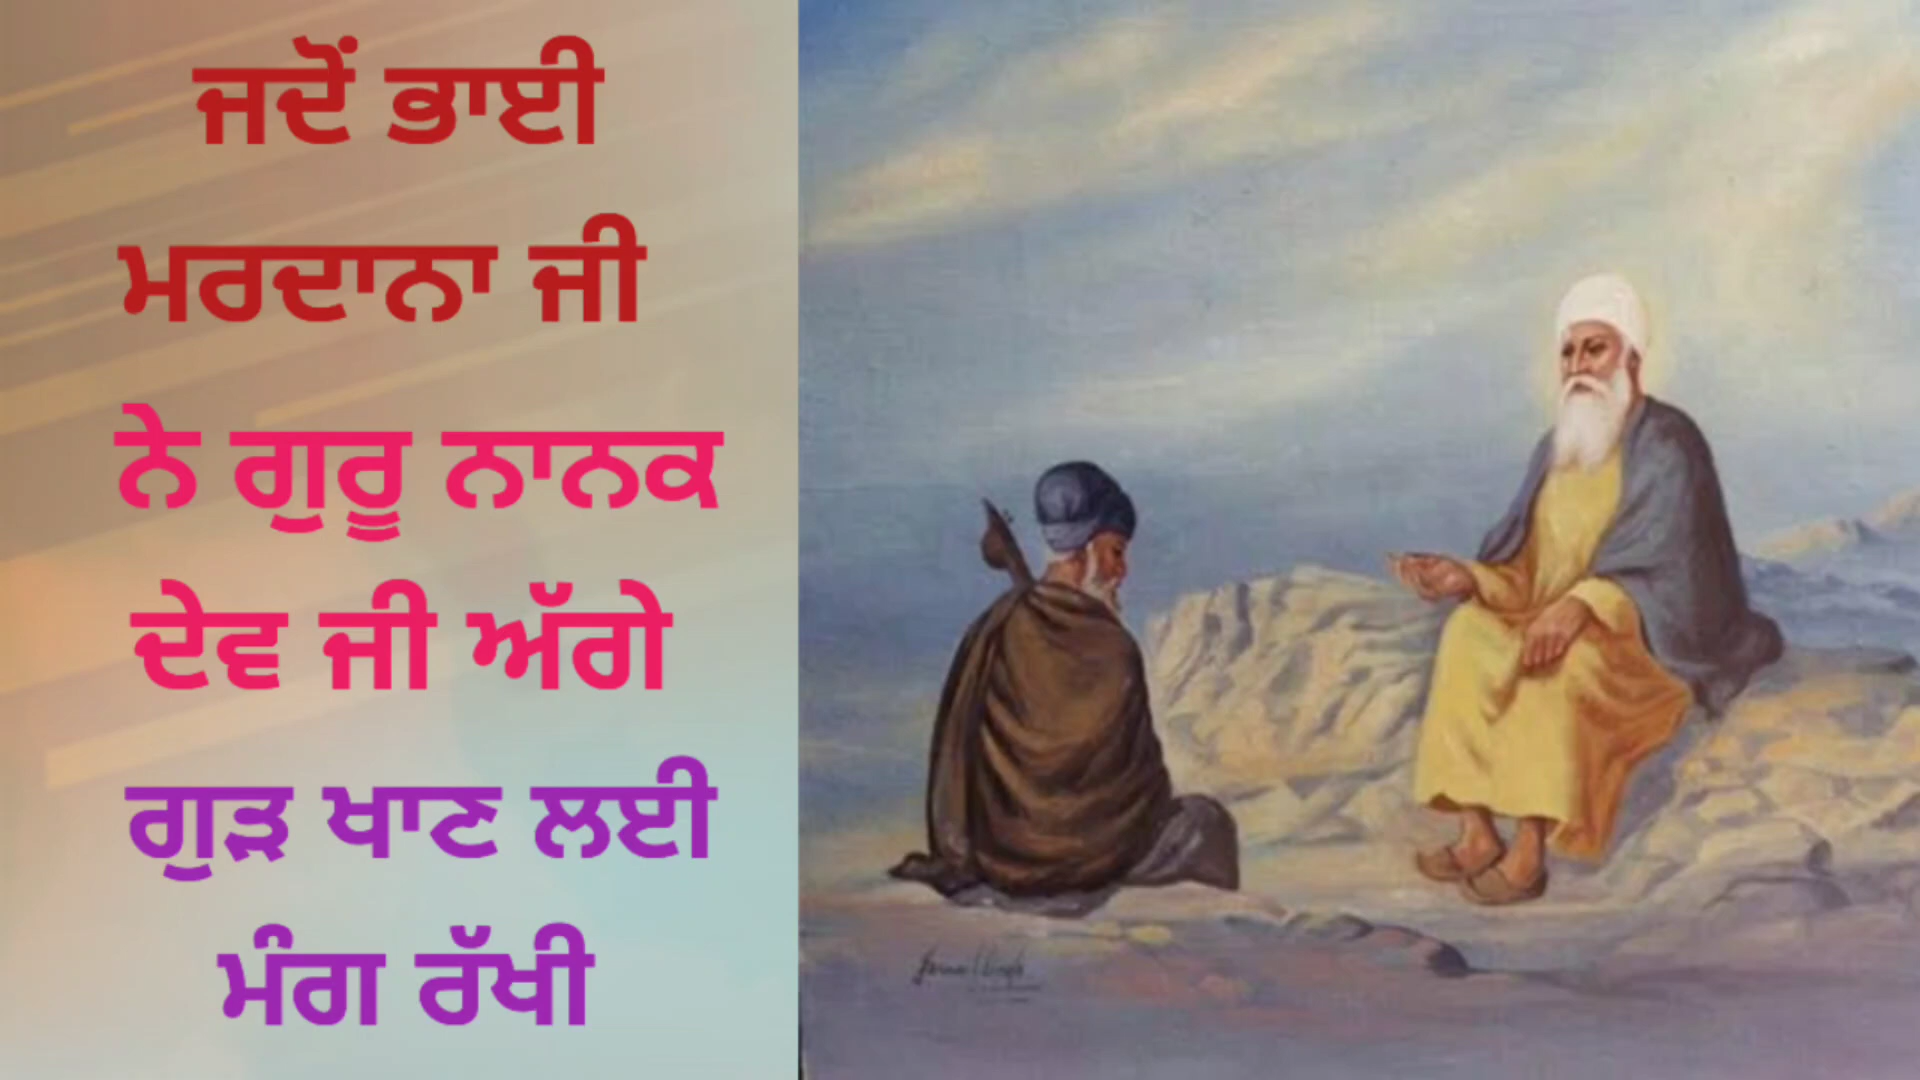 ਜਦੋਂ ਭਾਈ
ਮਰਦਾਨਾ ਜੀ
ਨੇ ਗੁਰੂ ਨਾਨਕ
ਦੇਵ ਜੀ ਅੱਗੇ
ਗੁੜ ਖਾਣ ਲਈ
ਮੰਗ ਰੱਖੀ